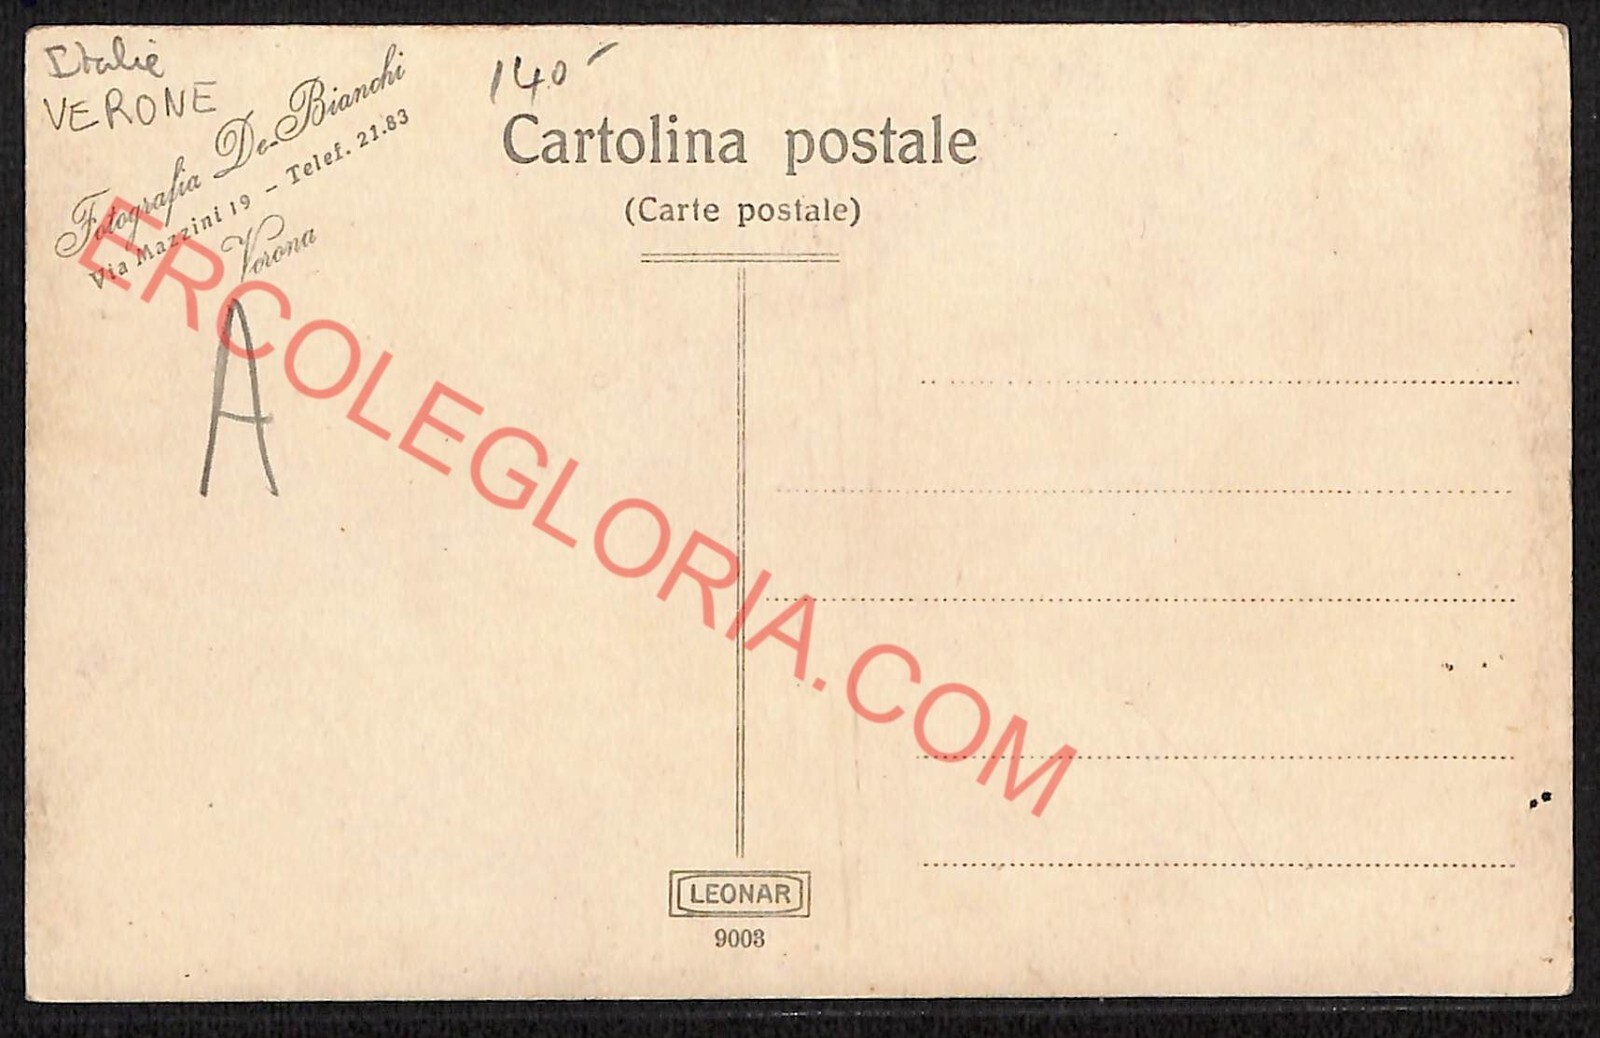 Italie
VERONE
140
Fotografia De-Bianchi
Via Mazzini 19 - Telef. 21.83
Verona
A
Cartolina postale
(Carte postale)
ERCOLEGLORIA.COM
LEONAR
9003